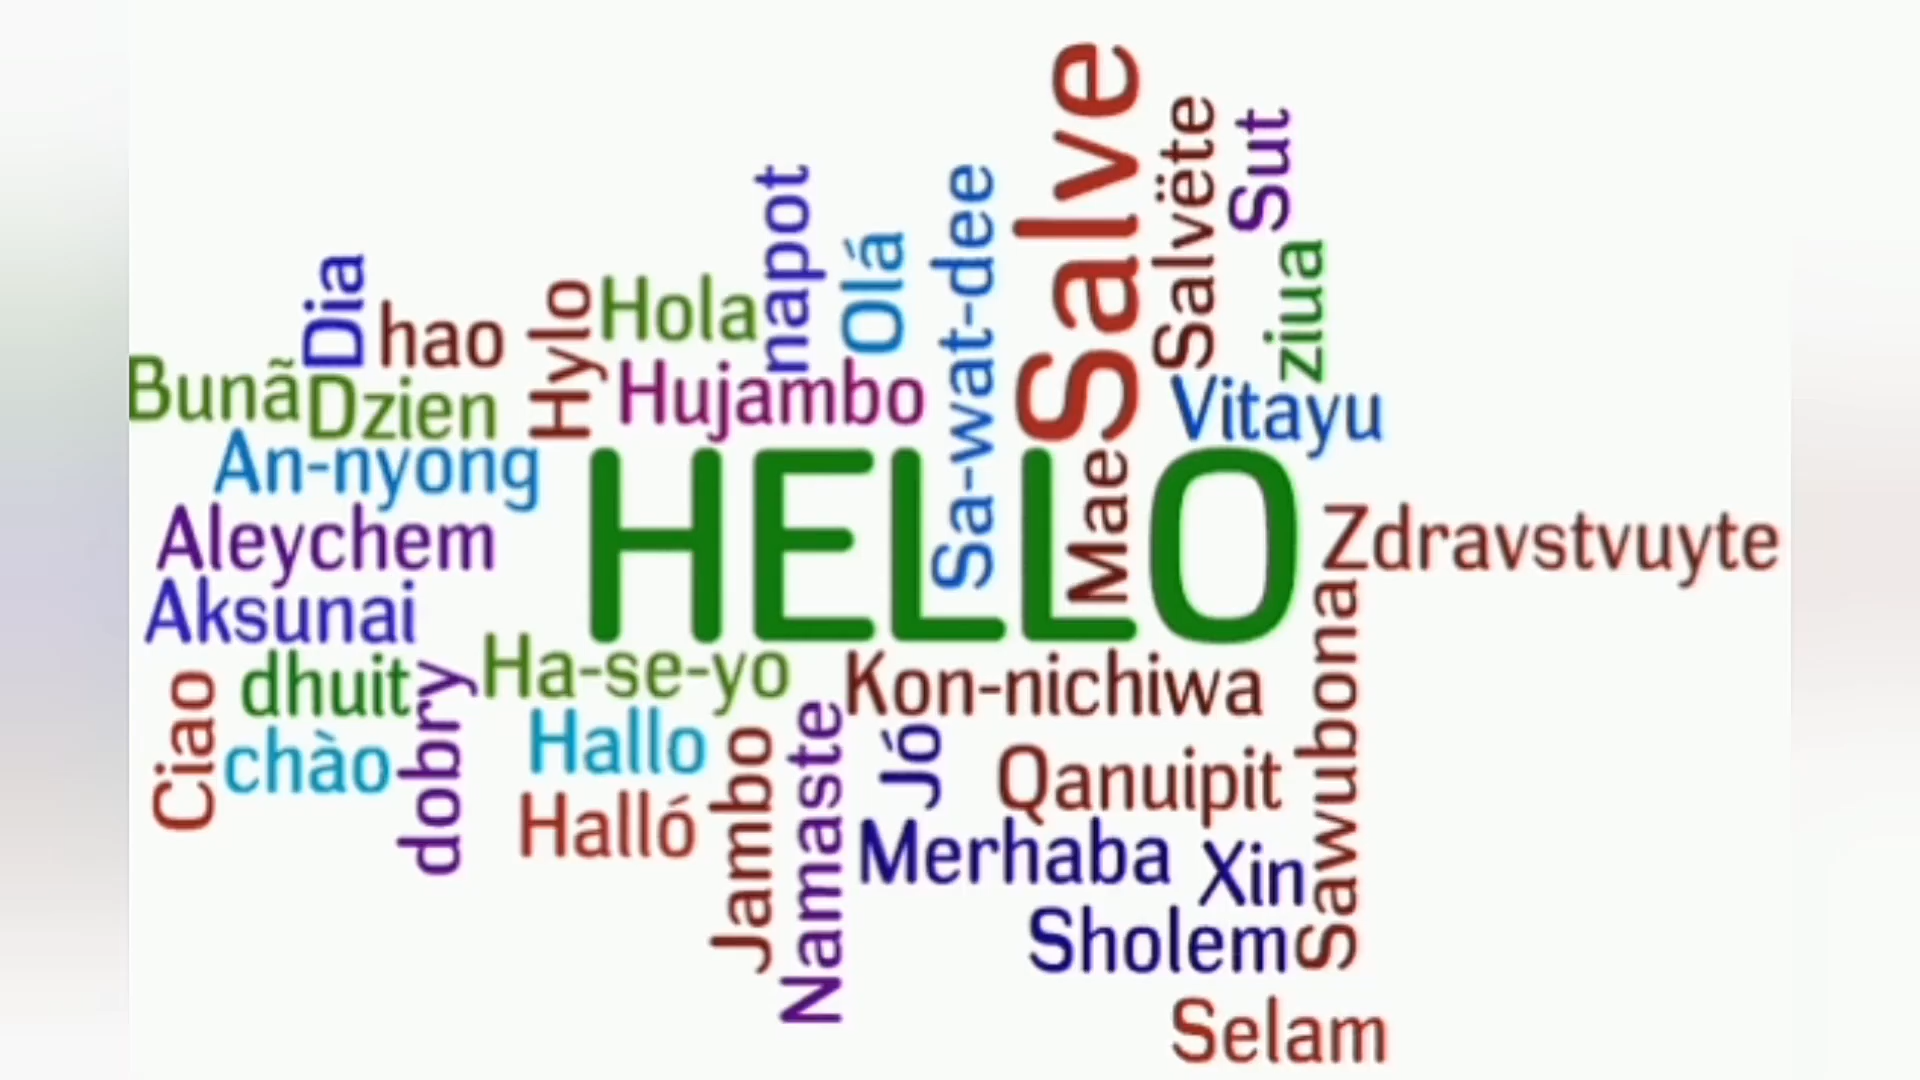 Salve
Salvëte
Sut
napot
Olá
Sa-wat-dee
ziua
Dia
hao
Hylo
Hola
Bunã
Dzien
Hujambo
Vitayu
An-nyong
HELLO
Mae
Aleychem
Zdravstvuyte
Aksunai
Ha-se-yo
Kon-nichiwa
Sawubona
Ciao
dhuit
dobry
chào
Hallo
Jambo
Namaste
Jó
Qanuipit
Halló
Merhaba
Xin
Sholem
Selam